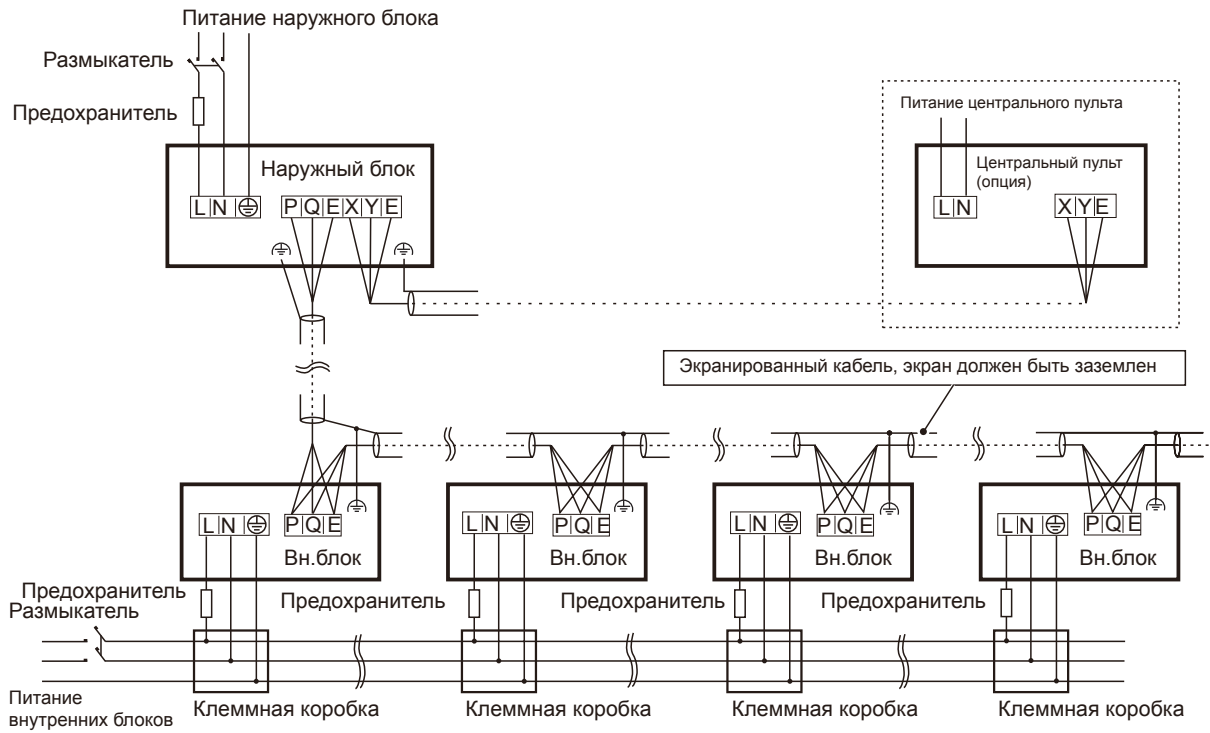 Питание наружного блока
Размыкатель
Предохранитель
Наружный блок
L N
P Q E X Y E
Питание центрального пульта
Центральный пульт
(опция)
L N
X Y E
Экранированный кабель, экран должен быть заземлен
L N
P Q E
Вн.блок
L N
P Q E
Вн.блок
L N
P Q E
Вн.блок
L N
P Q E
Вн.блок
Предохранитель
Размыкатель
Предохранитель
Предохранитель
Предохранитель
Питание
внутренних блоков
Клеммная коробка
Клеммная коробка
Клеммная коробка
Клеммная коробка